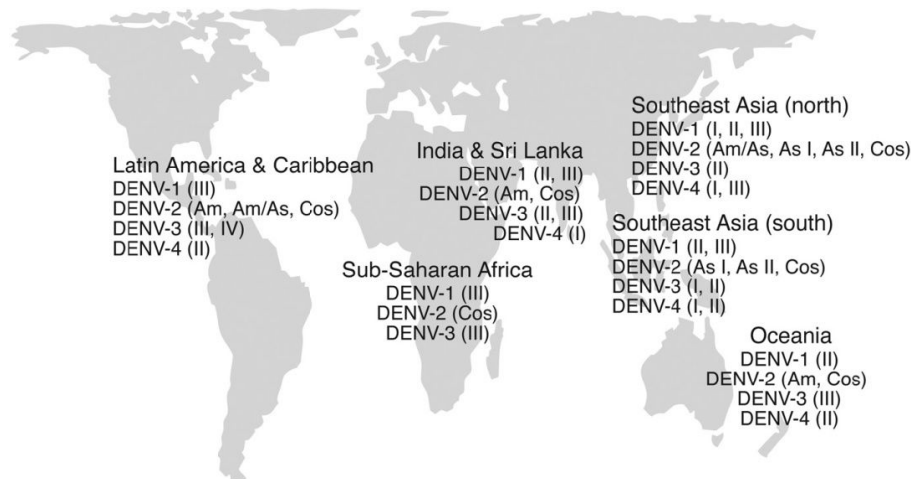 Latin America & Caribbean
DENV-1 (III)
DENV-2 (Am, Am/As, Cos)
DENV-3 (III, IV)
DENV-4 (II)
India & Sri Lanka
DENV-1 (II, III)
DENV-2 (Am, Cos)
DENV-3 (II, III)
DENV-4 (I)
Sub-Saharan Africa
DENV-1 (III)
DENV-2 (Cos)
DENV-3 (III)
Southeast Asia (north)
DENV-1 (I, II, III)
DENV-2 (Am/As, As I, As II, Cos)
DENV-3 (II)
DENV-4 (I, III)
Southeast Asia (south)
DENV-1 (II, III)
DENV-2 (As I, As II, Cos)
DENV-3 (I, II)
DENV-4 (I, II)
Oceania
DENV-1 (II)
DENV-2 (Am, Cos)
DENV-3 (III)
DENV-4 (II)